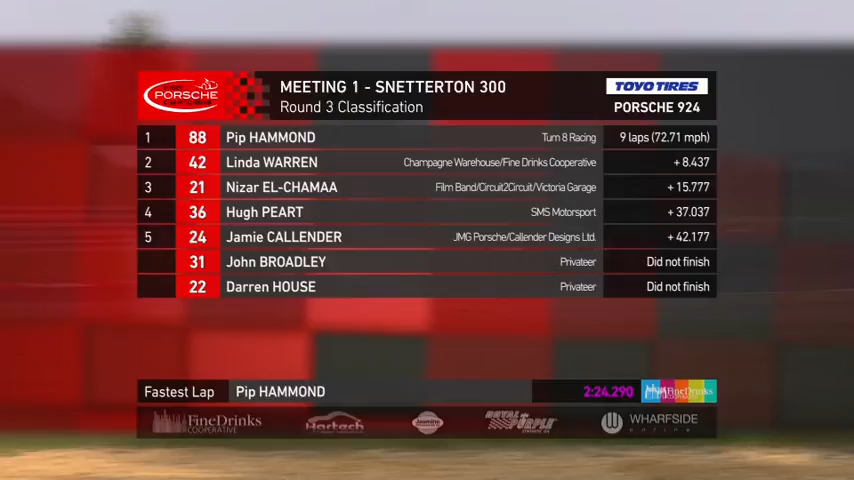 MEETING 1 - SNETTERTON 300
Round 3 Classification
PORSCHE
TOYO TIRES
PORSCHE 924
1 88 Pip HAMMOND Turn 8 Racing 9 laps (72.71 mph)
2 42 Linda WARREN Champagne Warehouse/Fine Drinks Cooperative + 8.437
3 21 Nizar EL-CHAMAA Film Band/Circuit2Circuit/Victoria Garage + 15.777
4 36 Hugh PEART SMS Motorsport + 37.037
5 24 Jamie CALLENDER JMG Porsche/Callender Designs Ltd. + 42.177
31 John BROADLEY Privateer Did not finish
22 Darren HOUSE Privateer Did not finish
Fastest Lap Pip HAMMOND 2:24.290 FineDrinks
FineDrinks COOPERATIVE Hartech Jasmine ROYAL PURPLE WHARFSIDE